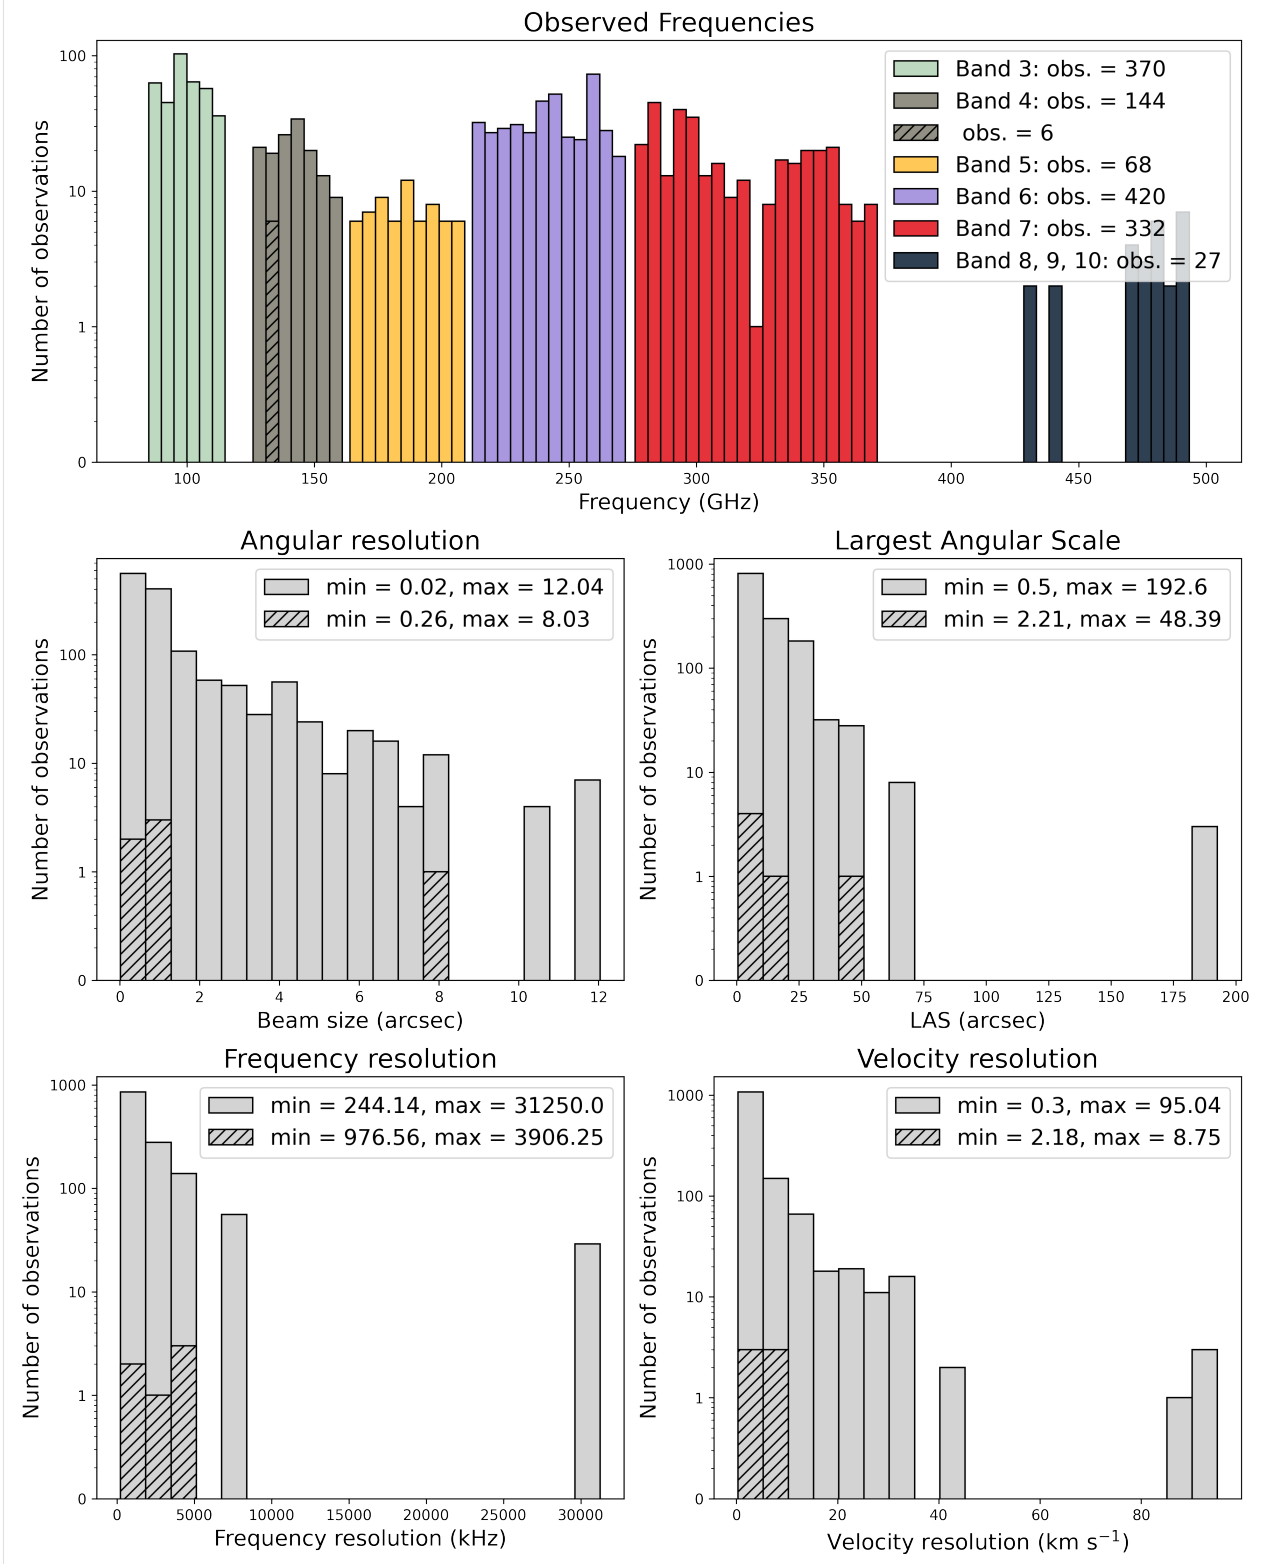 Observed Frequencies
Number of observations
100
10
1
0
Band 3: obs. = 370
Band 4: obs. = 144
obs. = 6
Band 5: obs. = 68
Band 6: obs. = 420
Band 7: obs. = 332
Band 8, 9, 10: obs. = 27
100 150 200 250 300 350 400 450 500
Frequency (GHz)
Angular resolution
Number of observations
100
10
1
0
min = 0.02, max = 12.04
min = 0.26, max = 8.03
0 2 4 6 8 10 12
Beam size (arcsec)
Largest Angular Scale
Number of observations
1000
100
10
1
0
min = 0.5, max = 192.6
min = 2.21, max = 48.39
0 25 50 75 100 125 150 175 200
LAS (arcsec)
Frequency resolution
Number of observations
1000
100
10
1
0
min = 244.14, max = 31250.0
min = 976.56, max = 3906.25
0 5000 10000 15000 20000 25000 30000
Frequency resolution (kHz)
Velocity resolution
Number of observations
1000
100
10
1
0
min = 0.3, max = 95.04
min = 2.18, max = 8.75
0 20 40 60 80
Velocity resolution (km s⁻¹)